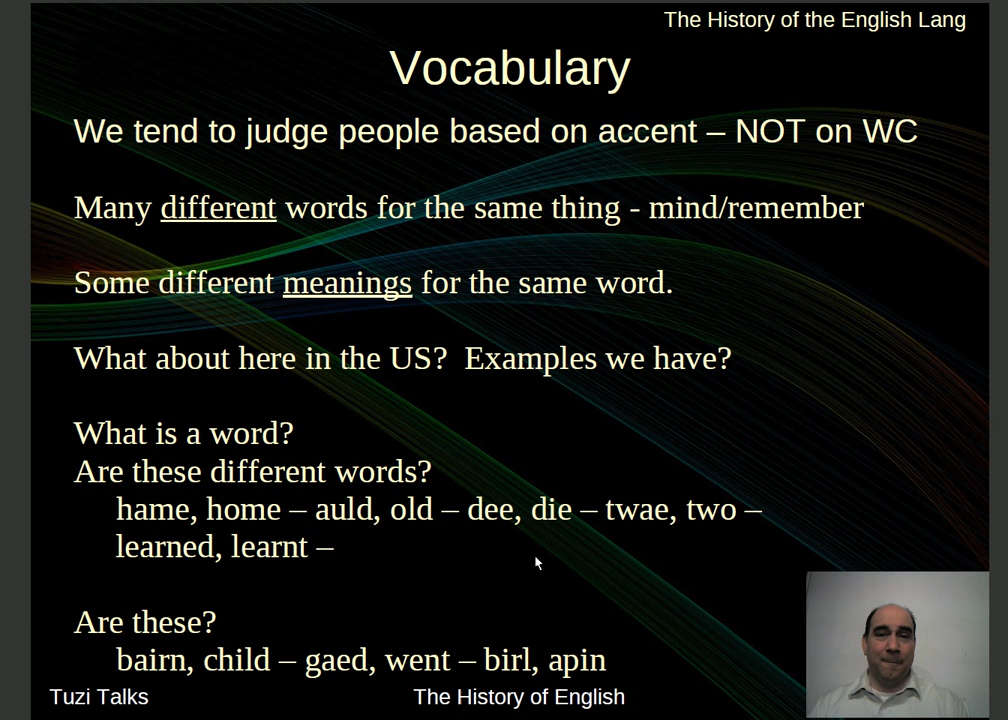 The History of the English Lang
Vocabulary
We tend to judge people based on accent – NOT on WC
Many different words for the same thing - mind/remember
Some different meanings for the same word.
What about here in the US?  Examples we have?
What is a word?
Are these different words?
hame, home – auld, old – dee, die – twae, two –
learned, learnt –
Are these?
bairn, child – gaed, went – birl, apin
Tuzi Talks
The History of English